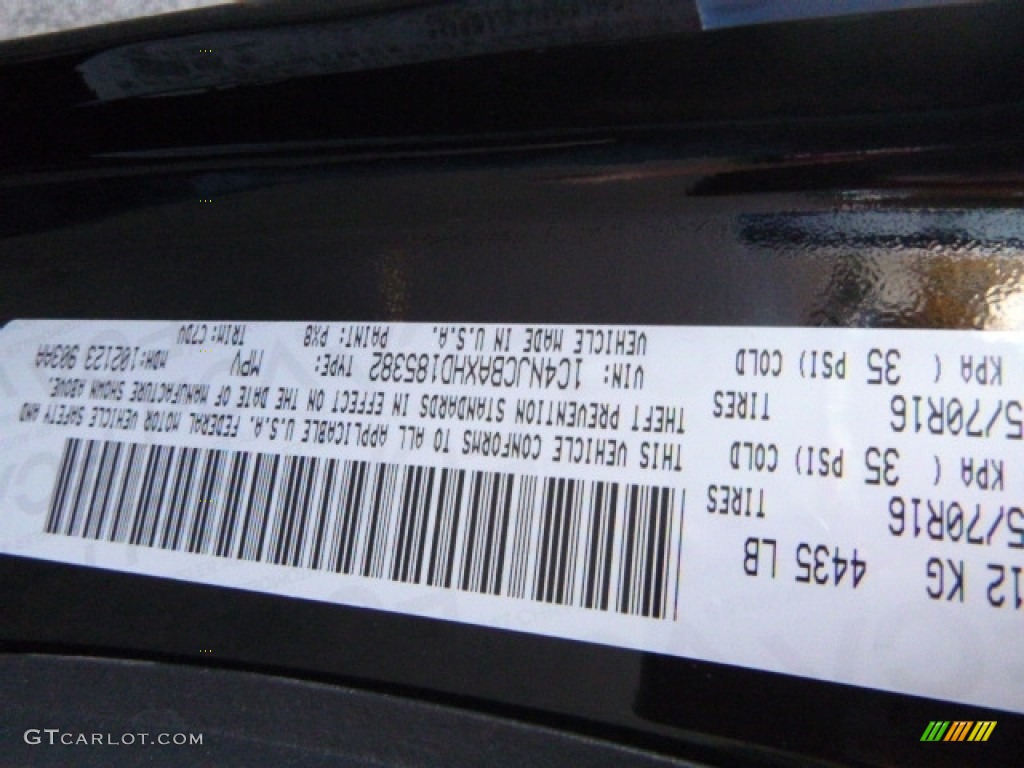 12 KG 4435 LB
5/70R16 TIRES
KPA ( 35 PSI) COLD
5/70R16 TIRES
KPA ( 35 PSI) COLD
THIS VEHICLE CONFORMS TO ALL APPLICABLE U.S.A. FEDERAL MOTOR VEHICLE SAFETY AND
THEFT PREVENTION STANDARDS IN EFFECT ON THE DATE OF MANUFACTURE SHOWN ABOVE.
VIN: 1C4NJCBAXHD185382 TYPE: MPV MDH:102123 903AA
VEHICLE MADE IN U.S.A. PAINT: PX8 TRIM: C7DV
GTCARLOT.COM